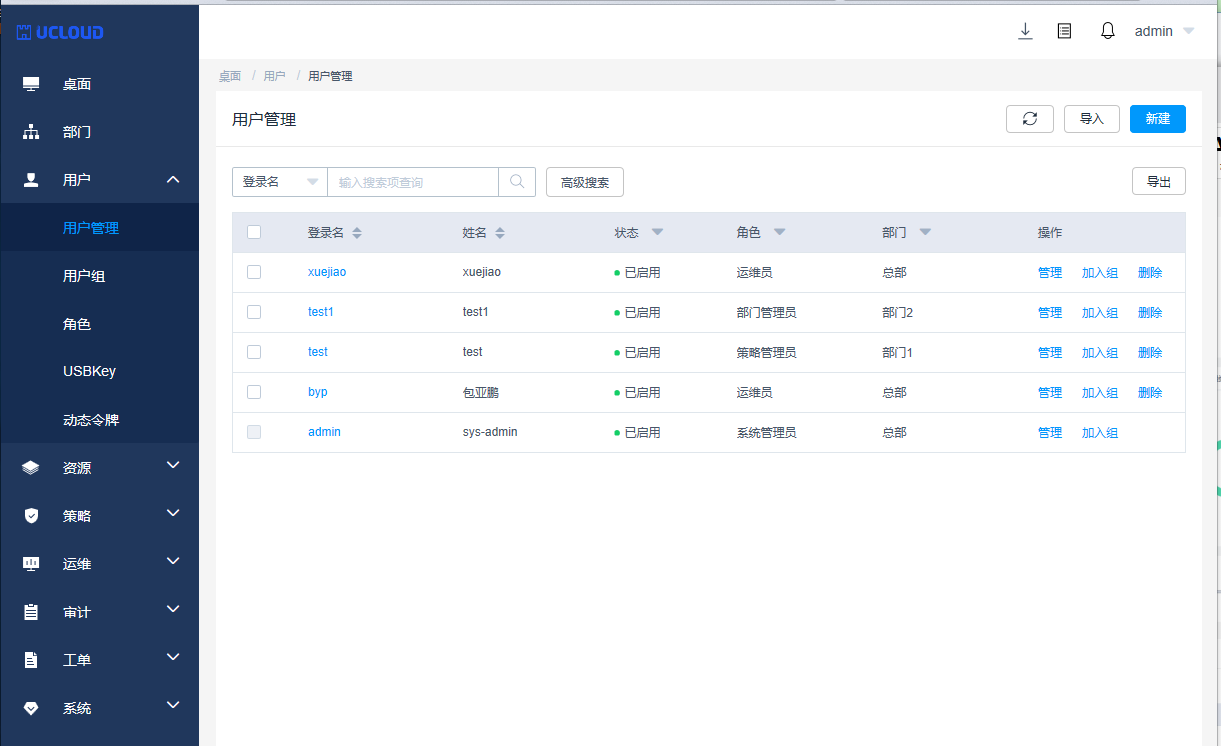 UCLOUD
admin
桌面
部门
用户
用户管理
用户组
角色
USBKey
动态令牌
资源
策略
运维
审计
工单
系统
桌面 / 用户 / 用户管理
用户管理
导入
新建
登录名
输入搜索项查询
高级搜索
导出
登录名 姓名 状态 角色 部门 操作
xuejiao xuejiao 已启用 运维员 总部 管理 加入组 删除
test1 test1 已启用 部门管理员 部门2 管理 加入组 删除
test test 已启用 策略管理员 部门1 管理 加入组 删除
byp 包亚鹏 已启用 运维员 总部 管理 加入组 删除
admin sys-admin 已启用 系统管理员 总部 管理 加入组